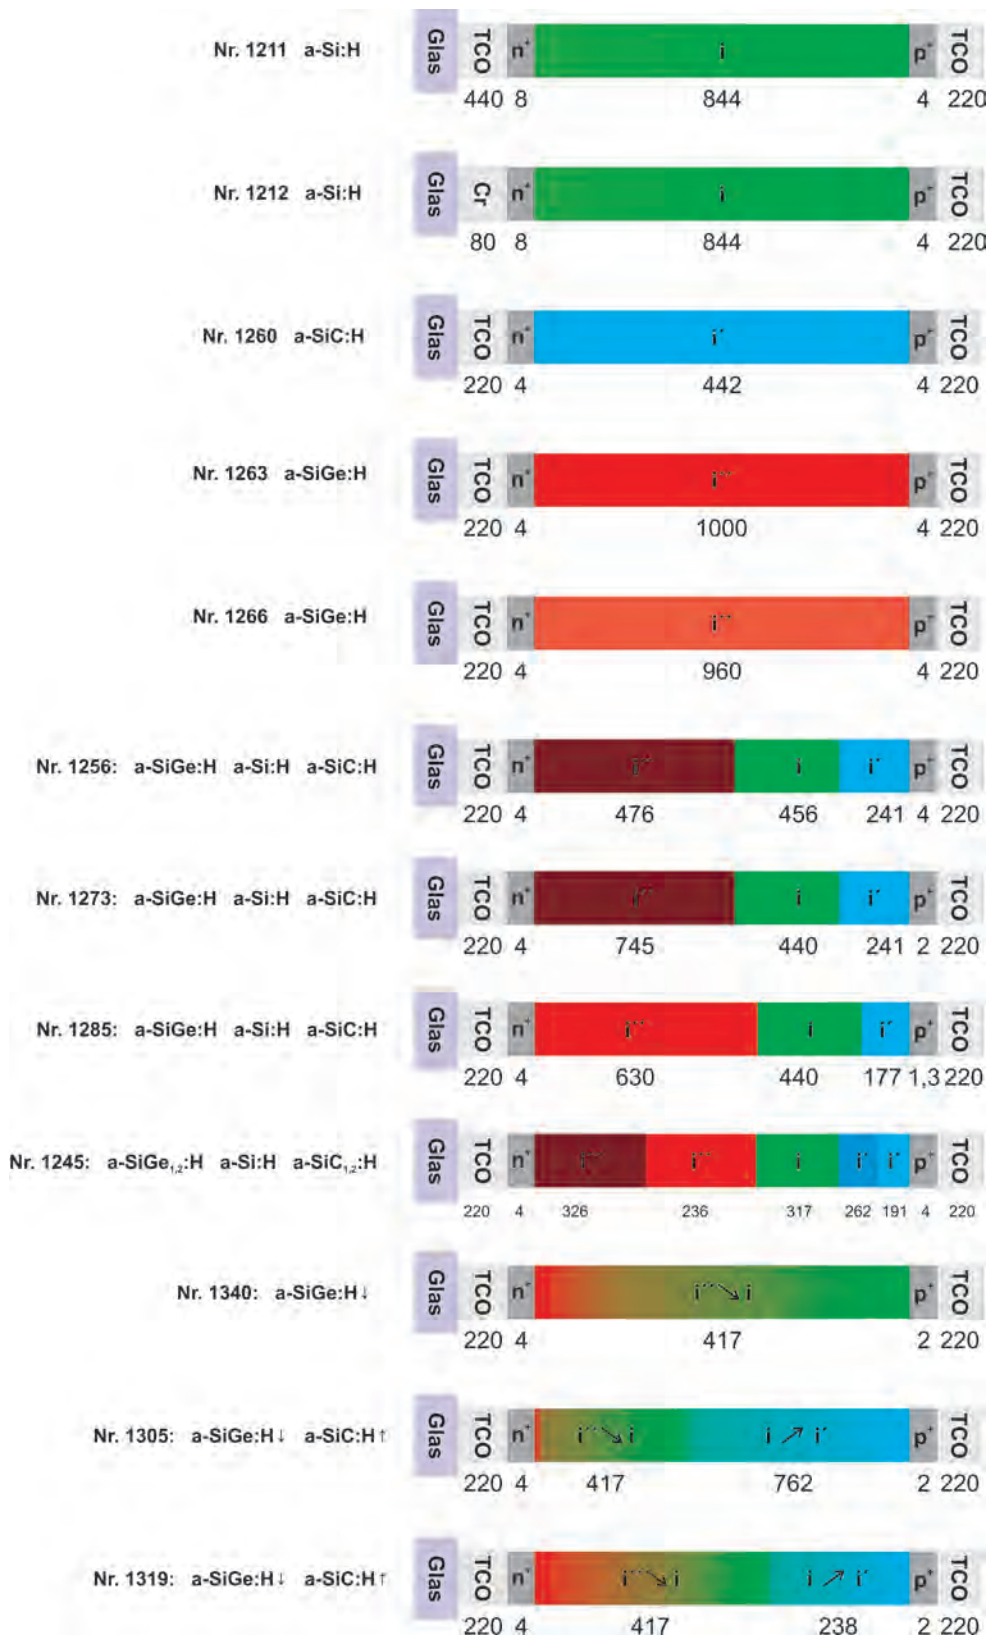 Nr. 1211 a-Si:H Glas TCO n⁺ i p⁺ TCO
440 8 844 4 220
Nr. 1212 a-Si:H Glas Cr n⁺ i p⁺ TCO
80 8 844 4 220
Nr. 1260 a-SiC:H Glas TCO n⁺ i´ p⁺ TCO
220 4 442 4 220
Nr. 1263 a-SiGe:H Glas TCO n⁺ i´´ p⁺ TCO
220 4 1000 4 220
Nr. 1266 a-SiGe:H Glas TCO n⁺ i´´ p⁺ TCO
220 4 960 4 220
Nr. 1256: a-SiGe:H a-Si:H a-SiC:H Glas TCO n⁺ i´´ i i´ p⁺ TCO
220 4 476 456 241 4 220
Nr. 1273: a-SiGe:H a-Si:H a-SiC:H Glas TCO n⁺ i´´ i i´ p⁺ TCO
220 4 745 440 241 2 220
Nr. 1285: a-SiGe:H a-Si:H a-SiC:H Glas TCO n⁺ i´´ i i´ p⁺ TCO
220 4 630 440 177 1,3 220
Nr. 1245: a-SiGe₁,₂:H a-Si:H a-SiC₁,₂:H Glas TCO n⁺ i´´ i´´ i i´ i´ p⁺ TCO
220 4 326 236 317 262 191 4 220
Nr. 1340: a-SiGe:H↓ Glas TCO n⁺ i´´↘i p⁺ TCO
220 4 417 2 220
Nr. 1305: a-SiGe:H↓ a-SiC:H↑ Glas TCO n⁺ i´´↘i i↗i´ p⁺ TCO
220 4 417 762 2 220
Nr. 1319: a-SiGe:H↓ a-SiC:H↑ Glas TCO n⁺ i´´↘i i↗i´ p⁺ TCO
220 4 417 238 2 220